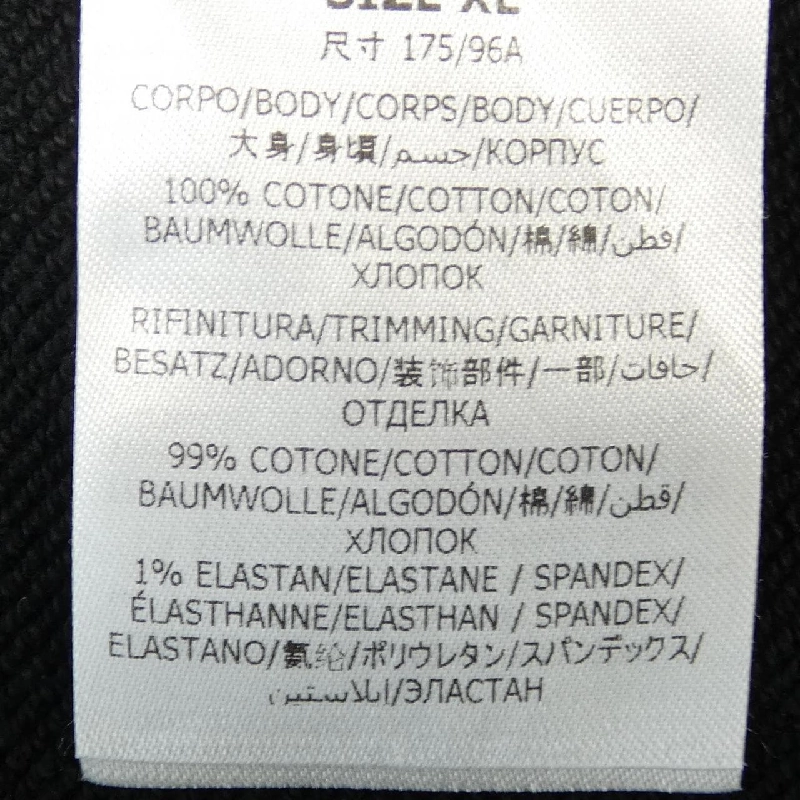 SIZE XL
尺寸 175/96A
CORPO/BODY/CORPS/BODY/CUERPO/
大身/身頃/جسم/КОРПУС
100% COTONE/COTTON/COTON/
BAUMWOLLE/ALGODÓN/棉/綿/قطن/
ХЛОПОК
RIFINITURA/TRIMMING/GARNITURE/
BESATZ/ADORNO/装饰部件/一部/حافات/
ОТДЕЛКА
99% COTONE/COTTON/COTON/
BAUMWOLLE/ALGODÓN/棉/綿/قطن/
ХЛОПОК
1% ELASTAN/ELASTANE / SPANDEX/
ÉLASTHANNE/ELASTHAN / SPANDEX/
ELASTANO/氨纶/ポリウレタン/スパンデックス/
ايلاستين/ЭЛАСТАН